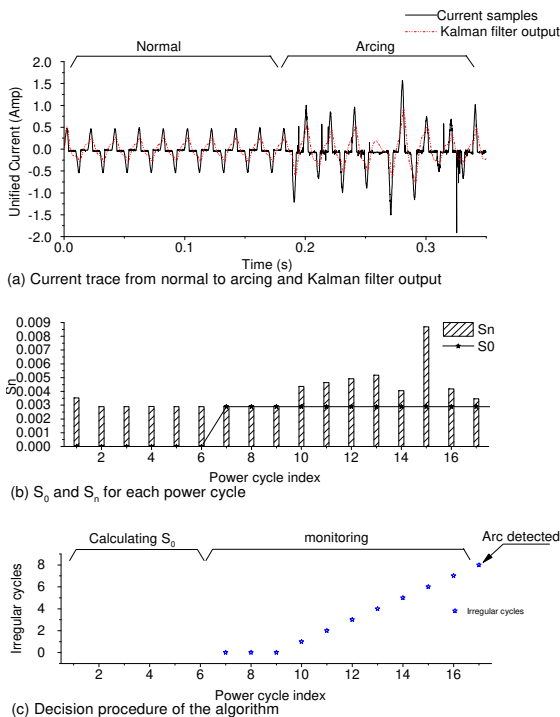 Current samples
Kalman filter output
Normal
Arcing
2.0
1.5
1.0
0.5
0.0
-0.5
-1.0
-1.5
-2.0
Unified Current (Amp)
0.0 0.1 0.2 0.3
Time (s)
(a) Current trace from normal to arcing and Kalman filter output
0.009
0.008
0.007
0.006
0.005
0.004
0.003
0.002
0.001
0.000
Sn
Sn
S0
2 4 6 8 10 12 14 16
Power cycle index
(b) S0 and Sn for each power cycle
Calculating S0
monitoring
Arc detected
8
6
4
2
0
Irregular cycles
Irregular cycles
2 4 6 8 10 12 14 16
Power cycle index
(c) Decision procedure of the algorithm